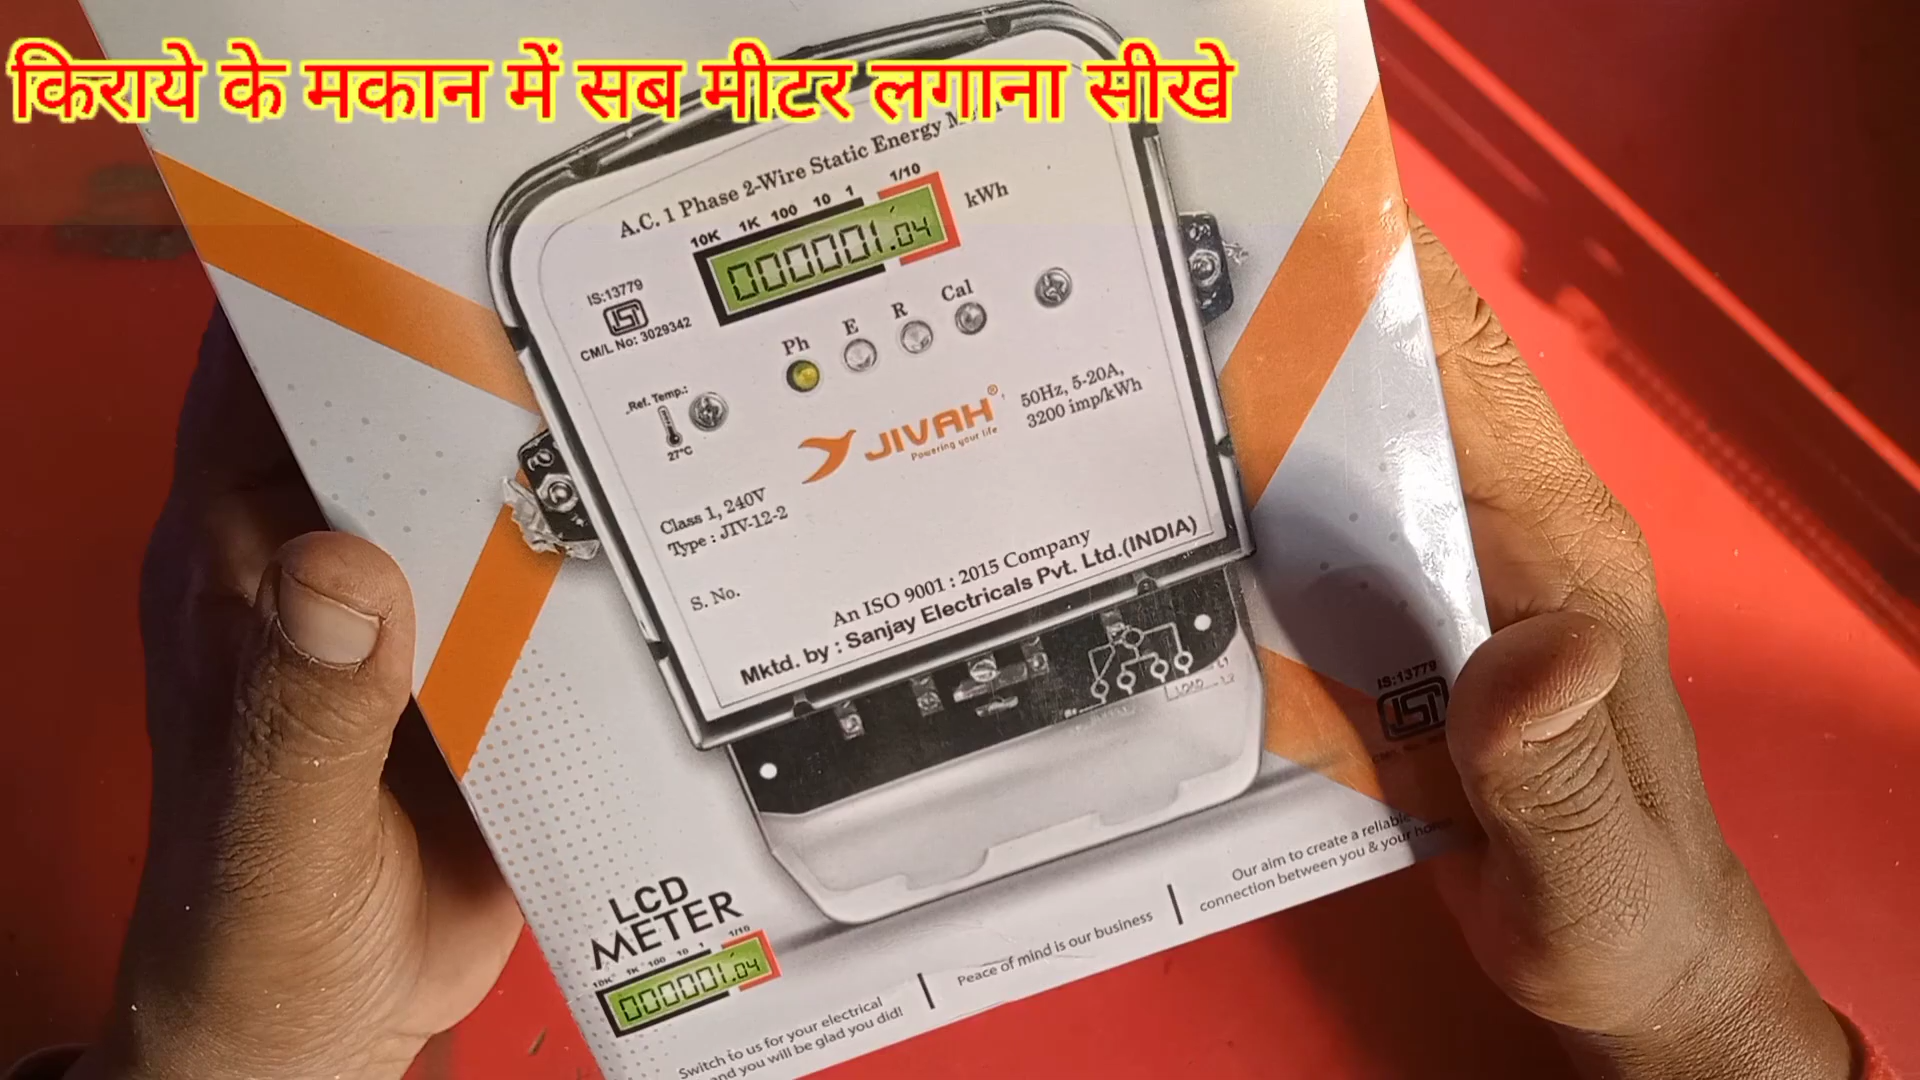 किराये के मकान में सब मीटर लगाना सीखे
A.C. 1 Phase 2-Wire Static Energy
10K 1K 100 10 1 1/10
000001.04
kWh
IS:13779
ISI
CM/L No: 3029342
Ph E R Cal
Ref. Temp.:
27°C
JIVAH®
Powering your life
50Hz, 5-20A,
3200 imp/kWh
Class 1, 240V
Type : JIV-12-2
S. No.
An ISO 9001 : 2015 Company
Mktd. by : Sanjay Electricals Pvt. Ltd.(INDIA)
LOAD
IS:13779
ISI
LCD
METER
10K 1K 100 10 1 1/10
000001.04
Switch to us for your electrical
and you will be glad you did!
Peace of mind is our business
Our aim to create a reliable
connection between you & your home